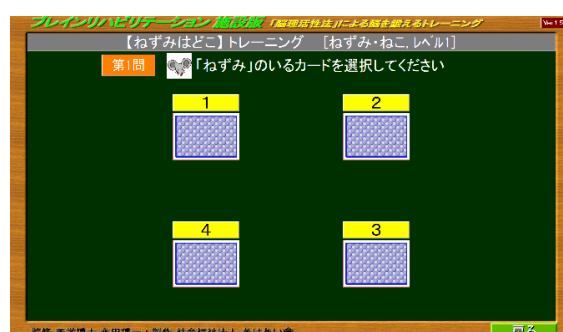 ブレインリハビリテーション 施設版 「脳活性法」による脳を鍛えるトレーニング
【ねずみはどこ】トレーニング [ねずみ・ねこ,レベル1]
第1問 「ねずみ」のいるカードを選択してください
1 2
4 3
戻る